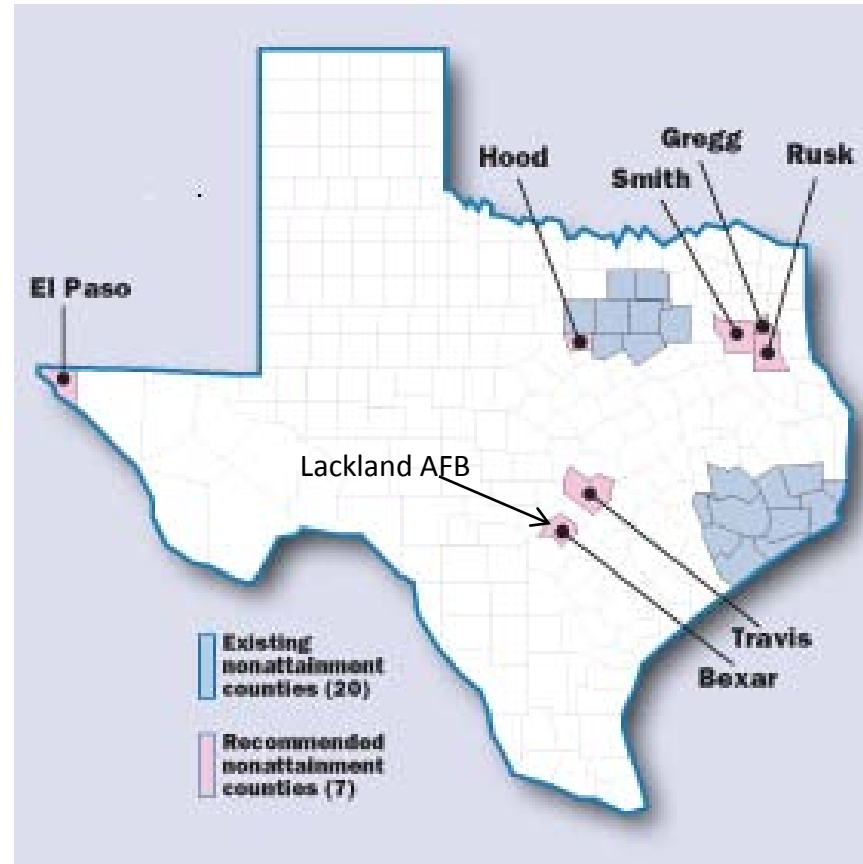 Gregg
Hood
Rusk
Smith
El Paso
Lackland AFB
Travis
Bexar
Existing
nonattainment
counties (20)
Recommended
nonattainment
counties (7)